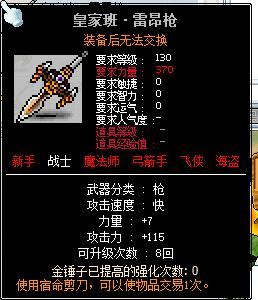 皇家班·雷昂枪
装备后无法交换
要求等级: 130
要求力量: 370
要求敏捷: 0
要求智力: 0
要求运气: 0
要求人气度: -
道具等级: -
道具经验值: -
新手 战士 魔法师 弓箭手 飞侠 海盗
武器分类 : 枪
攻击速度 : 快
力量 : +7
攻击力 : +115
可升级次数 : 8回
金锤子已提高的强化次数: 0
使用宿命剪刀，可以使物品交易1次。